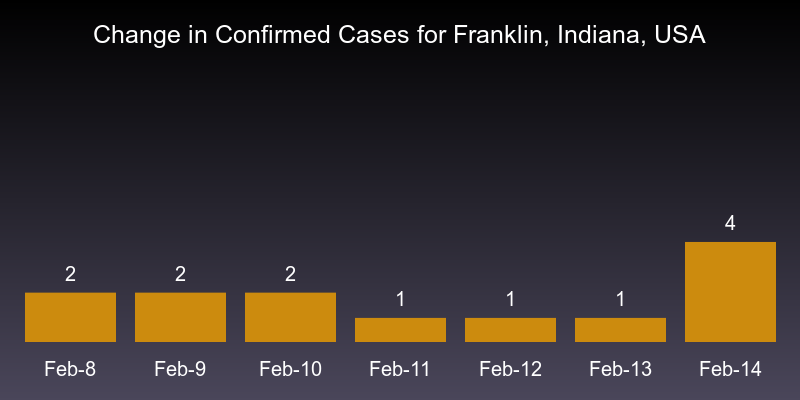 Change in Confirmed Cases for Franklin, Indiana, USA
4
2 2 2
1 1 1
Feb-8 Feb-9 Feb-10 Feb-11 Feb-12 Feb-13 Feb-14